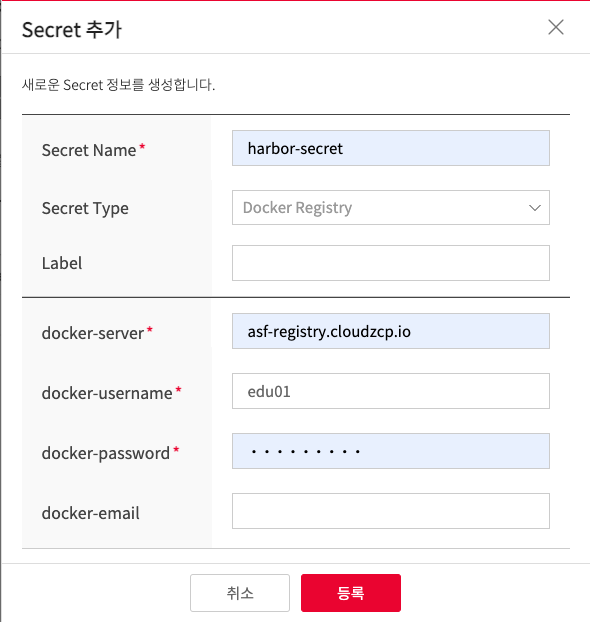 Secret 추가
새로운 Secret 정보를 생성합니다.
Secret Name* harbor-secret
Secret Type Docker Registry
Label
docker-server* asf-registry.cloudzcp.io
docker-username* edu01
docker-password* • • • • • • • • •
docker-email
취소 등록